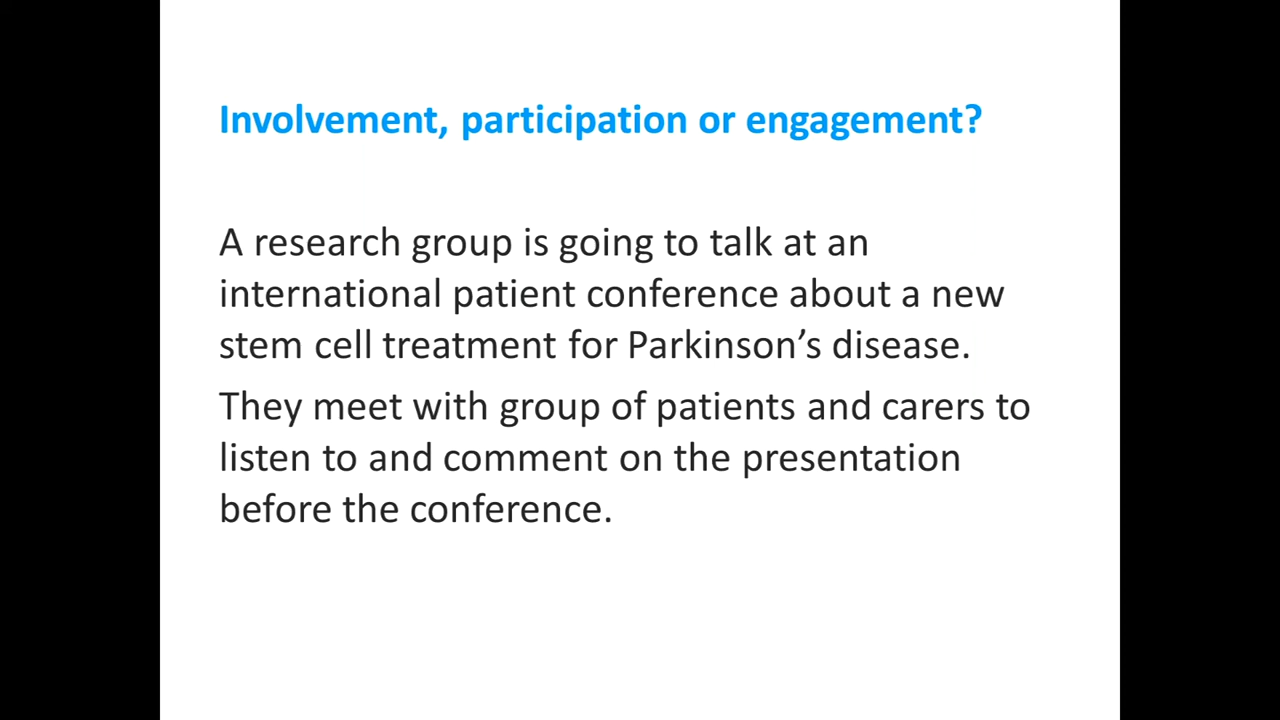 Involvement, participation or engagement?
A research group is going to talk at an
international patient conference about a new
stem cell treatment for Parkinson’s disease.
They meet with group of patients and carers to
listen to and comment on the presentation
before the conference.